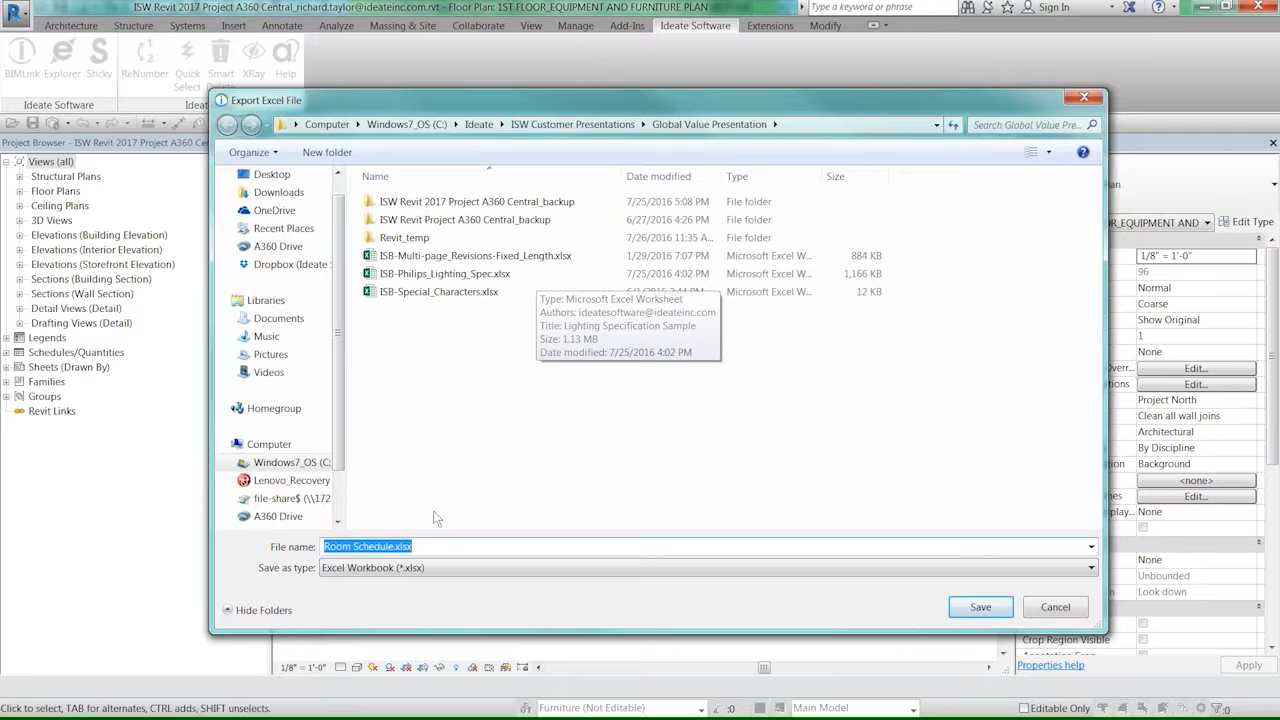 ISW Revit 2017 Project A360 Central_richard.taylor@ideateinc.com.rvt - Floor Plan: 1ST FLOOR_EQUIPMENT AND FURNITURE PLAN
Type a keyword or phrase
Sign In
Architecture Structure Systems Insert Annotate Analyze Massing & Site Collaborate View Manage Add-Ins Ideate Software Extensions Modify
BIMLink Explorer Sticky ReNumber Quick Select Smart XRay Help
Ideate Software
Project Browser - ISW Revit 2017 Project A360
Views (all)
Structural Plans
Floor Plans
Ceiling Plans
3D Views
Elevations (Building Elevation)
Elevations (Interior Elevation)
Elevations (Storefront Elevation)
Sections (Building Section)
Sections (Wall Section)
Detail Views (Detail)
Drafting Views (Detail)
Legends
Schedules/Quantities
Sheets (Drawn By)
Families
Groups
Revit Links
Export Excel File
Computer Windows7_OS (C:) Ideate ISW Customer Presentations Global Value Presentation
Search Global Value Pre...
Organize New folder
Desktop
Downloads
OneDrive
Recent Places
A360 Drive
Dropbox (Ideate
Libraries
Documents
Music
Pictures
Videos
Homegroup
Computer
Windows7_OS (C:
Lenovo_Recovery
file-share$ (\\172
A360 Drive
Name Date modified Type Size
ISW Revit 2017 Project A360 Central_backup 7/25/2016 5:08 PM File folder
ISW Revit Project A360 Central_backup 6/27/2016 4:26 PM File folder
Revit_temp 7/26/2016 11:35 A... File folder
ISB-Multi-page_Revisions-Fixed_Length.xlsx 1/29/2016 7:07 PM Microsoft Excel W... 884 KB
ISB-Philips_Lighting_Spec.xlsx 7/25/2016 4:02 PM Microsoft Excel W... 1,166 KB
ISB-Special_Characters.xlsx Microsoft Excel W... 12 KB
Type: Microsoft Excel Worksheet
Authors: ideatesoftware@ideateinc.com
Title: Lighting Specification Sample
Size: 1.13 MB
Date modified: 7/25/2016 4:02 PM
File name: Room Schedule.xlsx
Save as type: Excel Workbook (*.xlsx)
Hide Folders
Save Cancel
EQUIPMENT AND Edit Type
1/8" = 1'-0"
96
Normal
Coarse
Show Original
1
None
Edit...
Edit...
Project North
Clean all wall joins
Architectural
By Discipline
Background
<none>
Edit...
None
None
Unbounded
Look down
Crop Region Visible
Properties help
Apply
1/8" = 1'-0"
Click to select, TAB for alternates, CTRL adds, SHIFT unselects.
Furniture (Not Editable)
:0
Main Model
Editable Only
:0